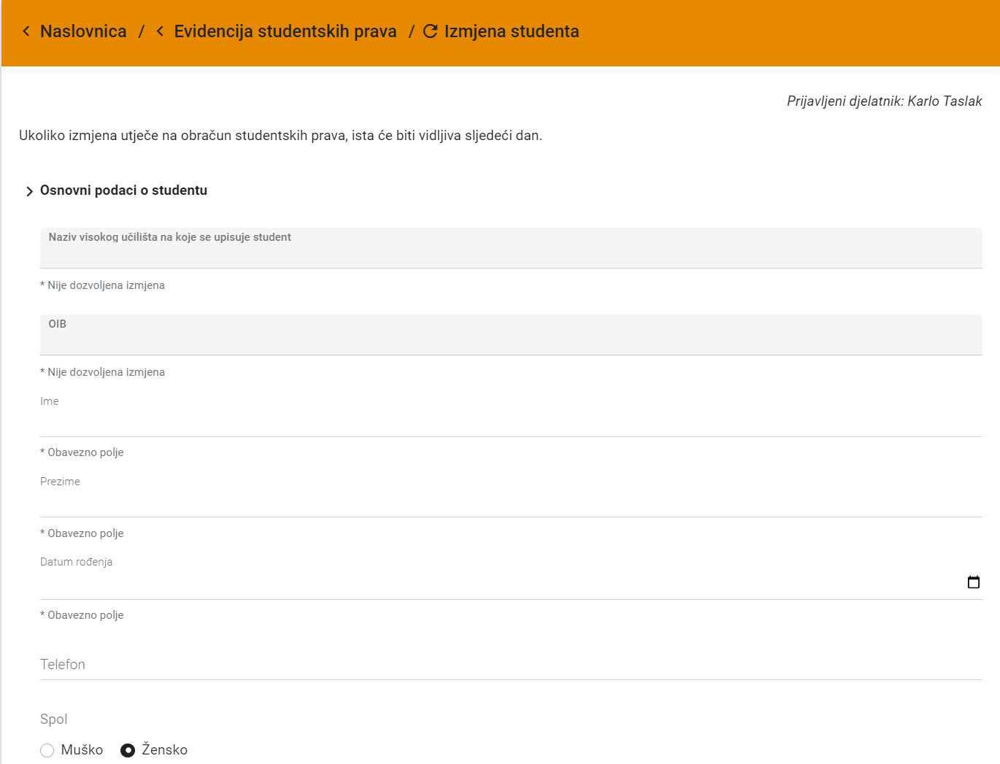 Naslovnica / Evidencija studentskih prava / Izmjena studenta
Prijavljeni djelatnik: Karlo Taslak
Ukoliko izmjena utječe na obračun studentskih prava, ista će biti vidljiva sljedeći dan.
Osnovni podaci o studentu
Naziv visokog učilišta na koje se upisuje student
* Nije dozvoljena izmjena
OIB
* Nije dozvoljena izmjena
Ime
* Obavezno polje
Prezime
* Obavezno polje
Datum rođenja
* Obavezno polje
Telefon
Spol
Muško Žensko